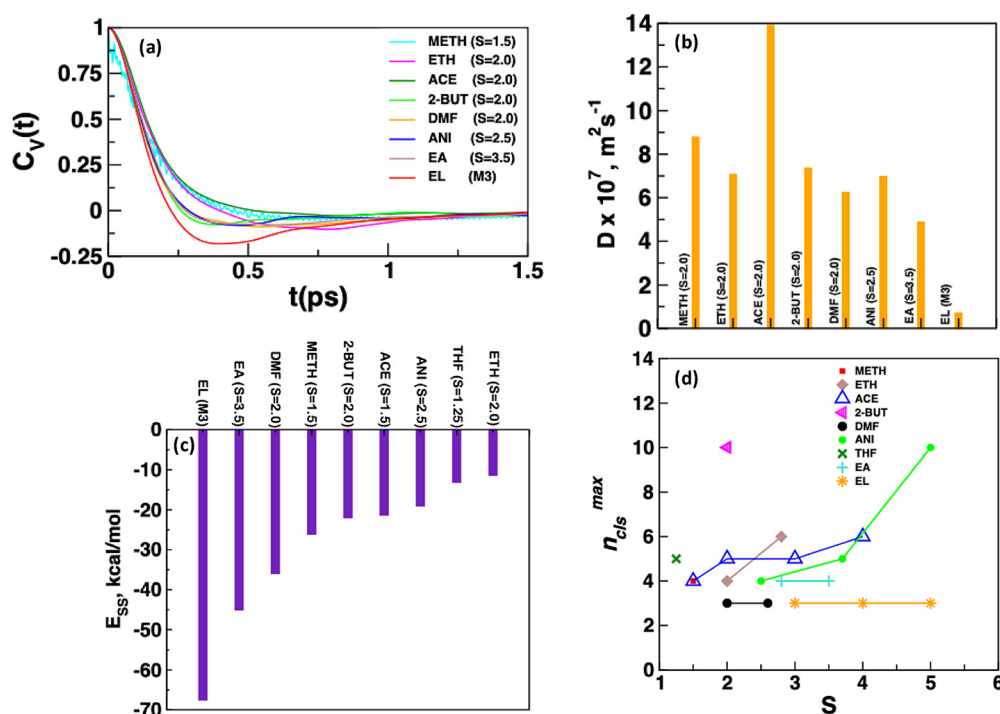 (a)
METH (S=1.5)
ETH (S=2.0)
ACE (S=2.0)
2-BUT (S=2.0)
DMF (S=2.0)
ANI (S=2.5)
EA (S=3.5)
EL (M3)
1
0.75
0.5
0.25
0
-0.25
C_V(t)
0 0.5 1 1.5
t(ps)
(b)
14
12
10
8
6
4
2
0
D x 10⁷, m² s⁻¹
METH (S=2.0)
ETH (S=2.0)
ACE (S=2.0)
2-BUT (S=2.0)
DMF (S=2.0)
ANI (S=2.5)
EA (S=3.5)
EL (M3)
EL (M3)
EA (S=3.5)
DMF (S=2.0)
METH (S=1.5)
2-BUT (S=2.0)
ACE (S=1.5)
ANI (S=2.5)
THF (S=1.25)
ETH (S=2.0)
(c)
0
-10
-20
-30
-40
-50
-60
-70
E_SS, kcal/mol
(d)
METH
ETH
ACE
2-BUT
DMF
ANI
THF
EA
EL
14
12
10
8
6
4
2
0
n_cls^max
1 2 3 4 5 6
S